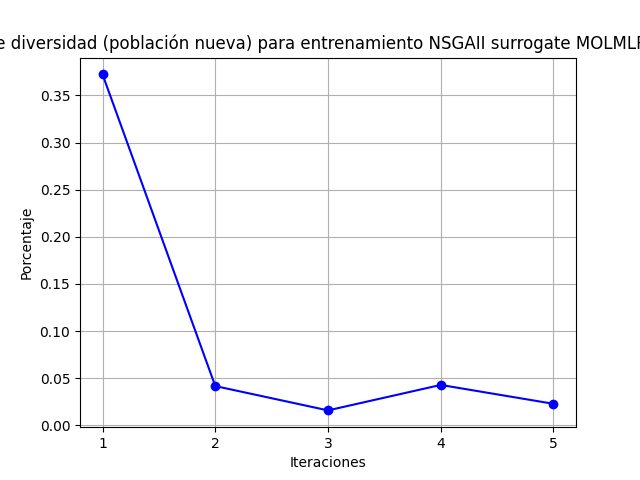 e diversidad (población nueva) para entrenamiento NSGAII surrogate MOLMLP
0.35
0.30
0.25
0.20
0.15
0.10
0.05
0.00
Porcentaje
1 2 3 4 5
Iteraciones